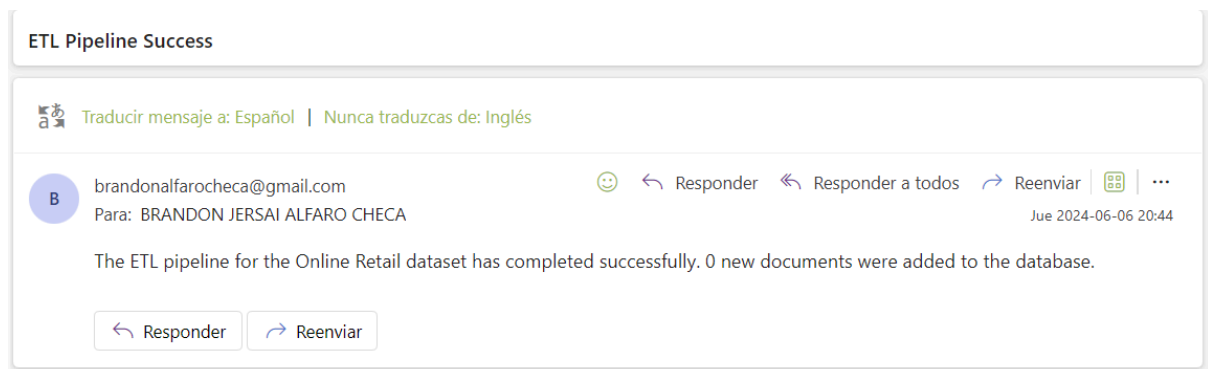 ETL Pipeline Success
Traducir mensaje a: Español | Nunca traduzcas de: Inglés
B
brandonalfarocheca@gmail.com
Responder Responder a todos Reenviar
Para: BRANDON JERSAI ALFARO CHECA
Jue 2024-06-06 20:44
The ETL pipeline for the Online Retail dataset has completed successfully. 0 new documents were added to the database.
Responder Reenviar